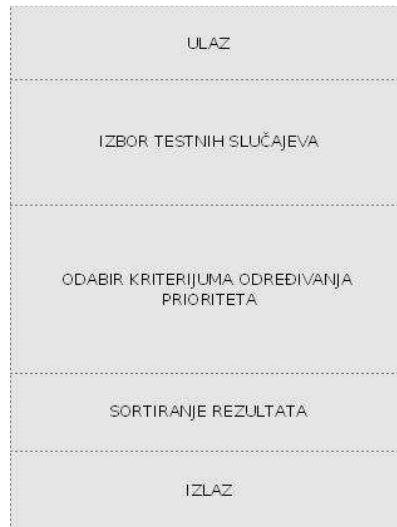 ULAZ
IZBOR TESTNIH SLUČAJEVA
ODABIR KRITERIJUMA ODREĐIVANJA
PRIORITETA
SORTIRANJE REZULTATA
IZLAZ